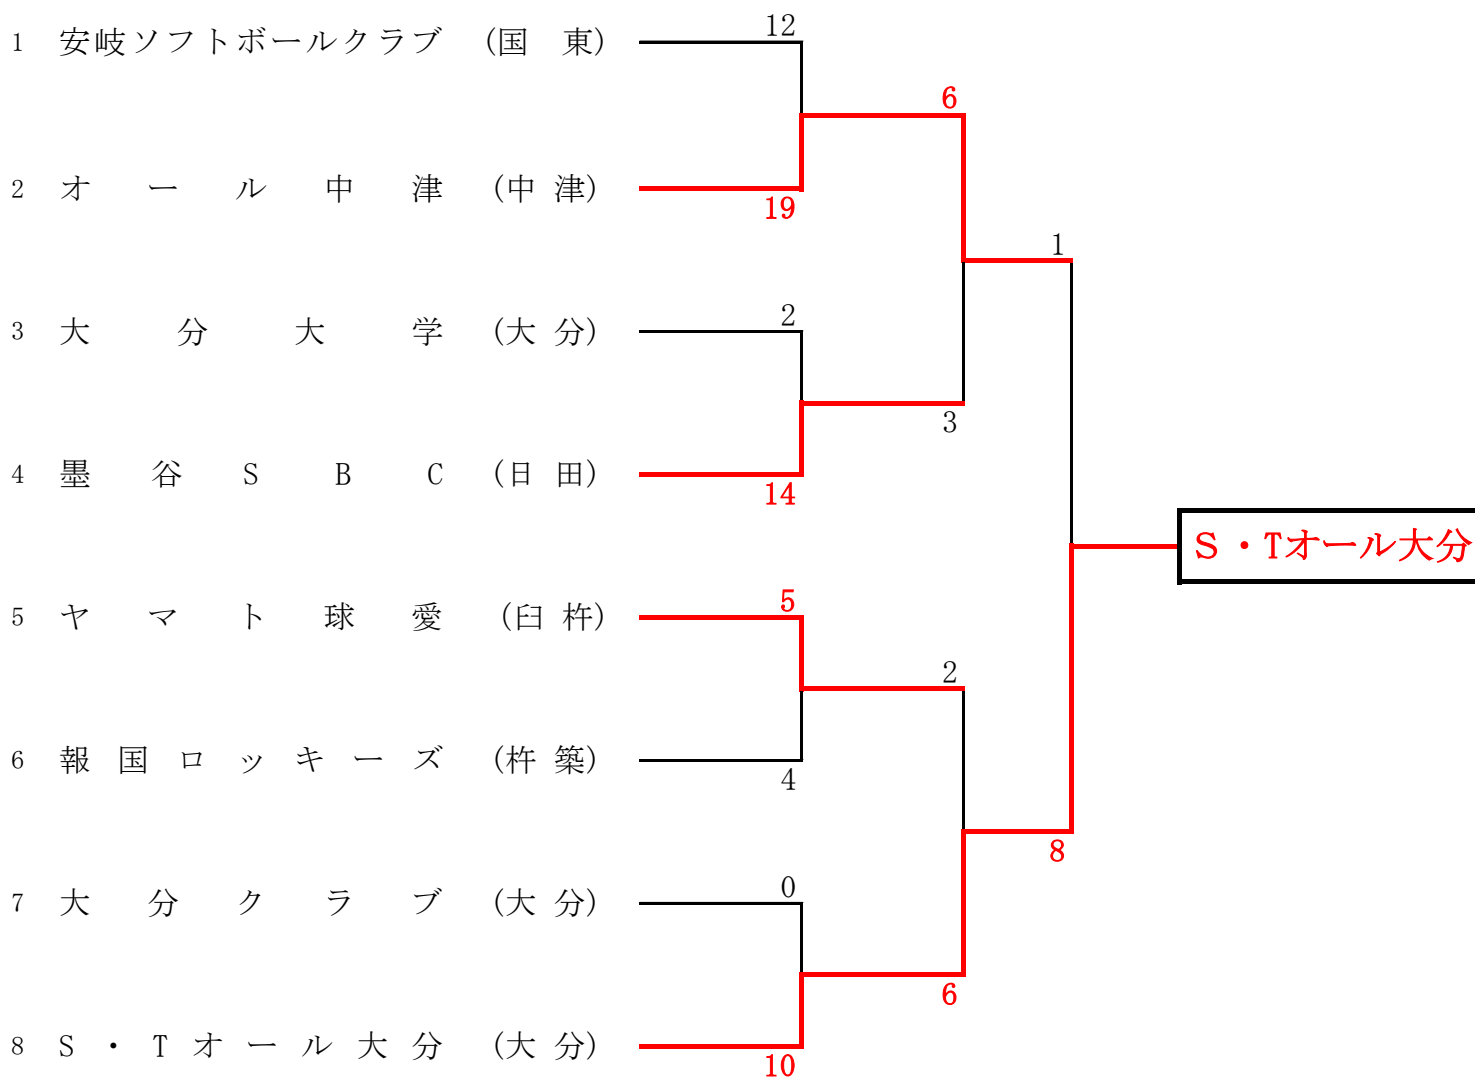 12
1 安岐ソフトボールクラブ (国 東)
6
2 オール中津 (中 津)
19
1
2
3 大分大学 (大 分)
3
4 墨谷SBC (日 田)
14
S・Tオール大分
5
5 ヤマト球愛 (臼 杵)
2
6 報国ロッキーズ (杵 築)
4
8
0
7 大分クラブ (大 分)
6
8 S・Tオール大分 (大 分)
10